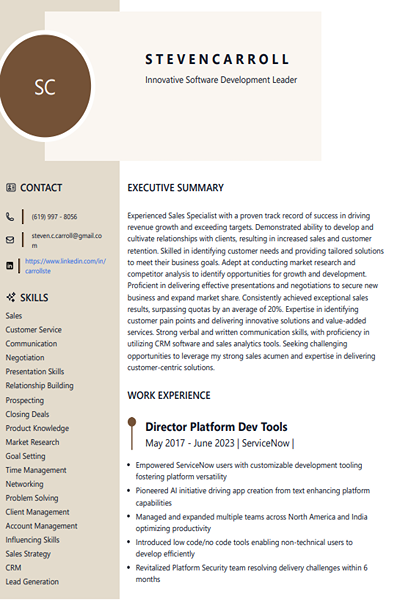 STEVENCARROLL
Innovative Software Development Leader
SC
CONTACT
(619) 997 - 8056
steven.c.carroll@gmail.co
m
https://www.linkedin.com/in/
carrollste
SKILLS
Sales
Customer Service
Communication
Negotiation
Presentation Skills
Relationship Building
Prospecting
Closing Deals
Product Knowledge
Market Research
Goal Setting
Time Management
Networking
Problem Solving
Client Management
Account Management
Influencing Skills
Sales Strategy
CRM
Lead Generation
EXECUTIVE SUMMARY
Experienced Sales Specialist with a proven track record of success in driving
revenue growth and exceeding targets. Demonstrated ability to develop and
cultivate relationships with clients, resulting in increased sales and customer
retention. Skilled in identifying customer needs and providing tailored solutions
to meet their business goals. Adept at conducting market research and
competitor analysis to identify opportunities for growth and development.
Proficient in delivering effective presentations and negotiations to secure new
business and expand market share. Consistently achieved exceptional sales
results, surpassing quotas by an average of 20%. Expertise in identifying
customer pain points and delivering innovative solutions and value-added
services. Strong verbal and written communication skills, with proficiency in
utilizing CRM software and sales analytics tools. Seeking challenging
opportunities to leverage my strong sales acumen and expertise in delivering
customer-centric solutions.
WORK EXPERIENCE
Director Platform Dev Tools
May 2017 - June 2023 | ServiceNow |
• Empowered ServiceNow users with customizable development tooling
fostering platform versatility
• Pioneered AI initiative driving app creation from text enhancing platform
capabilities
• Managed and expanded multiple teams across North America and India
optimizing productivity
• Introduced low code/no code tools enabling non-technical users to
develop efficiently
• Revitalized Platform Security team resolving delivery challenges within 6
months